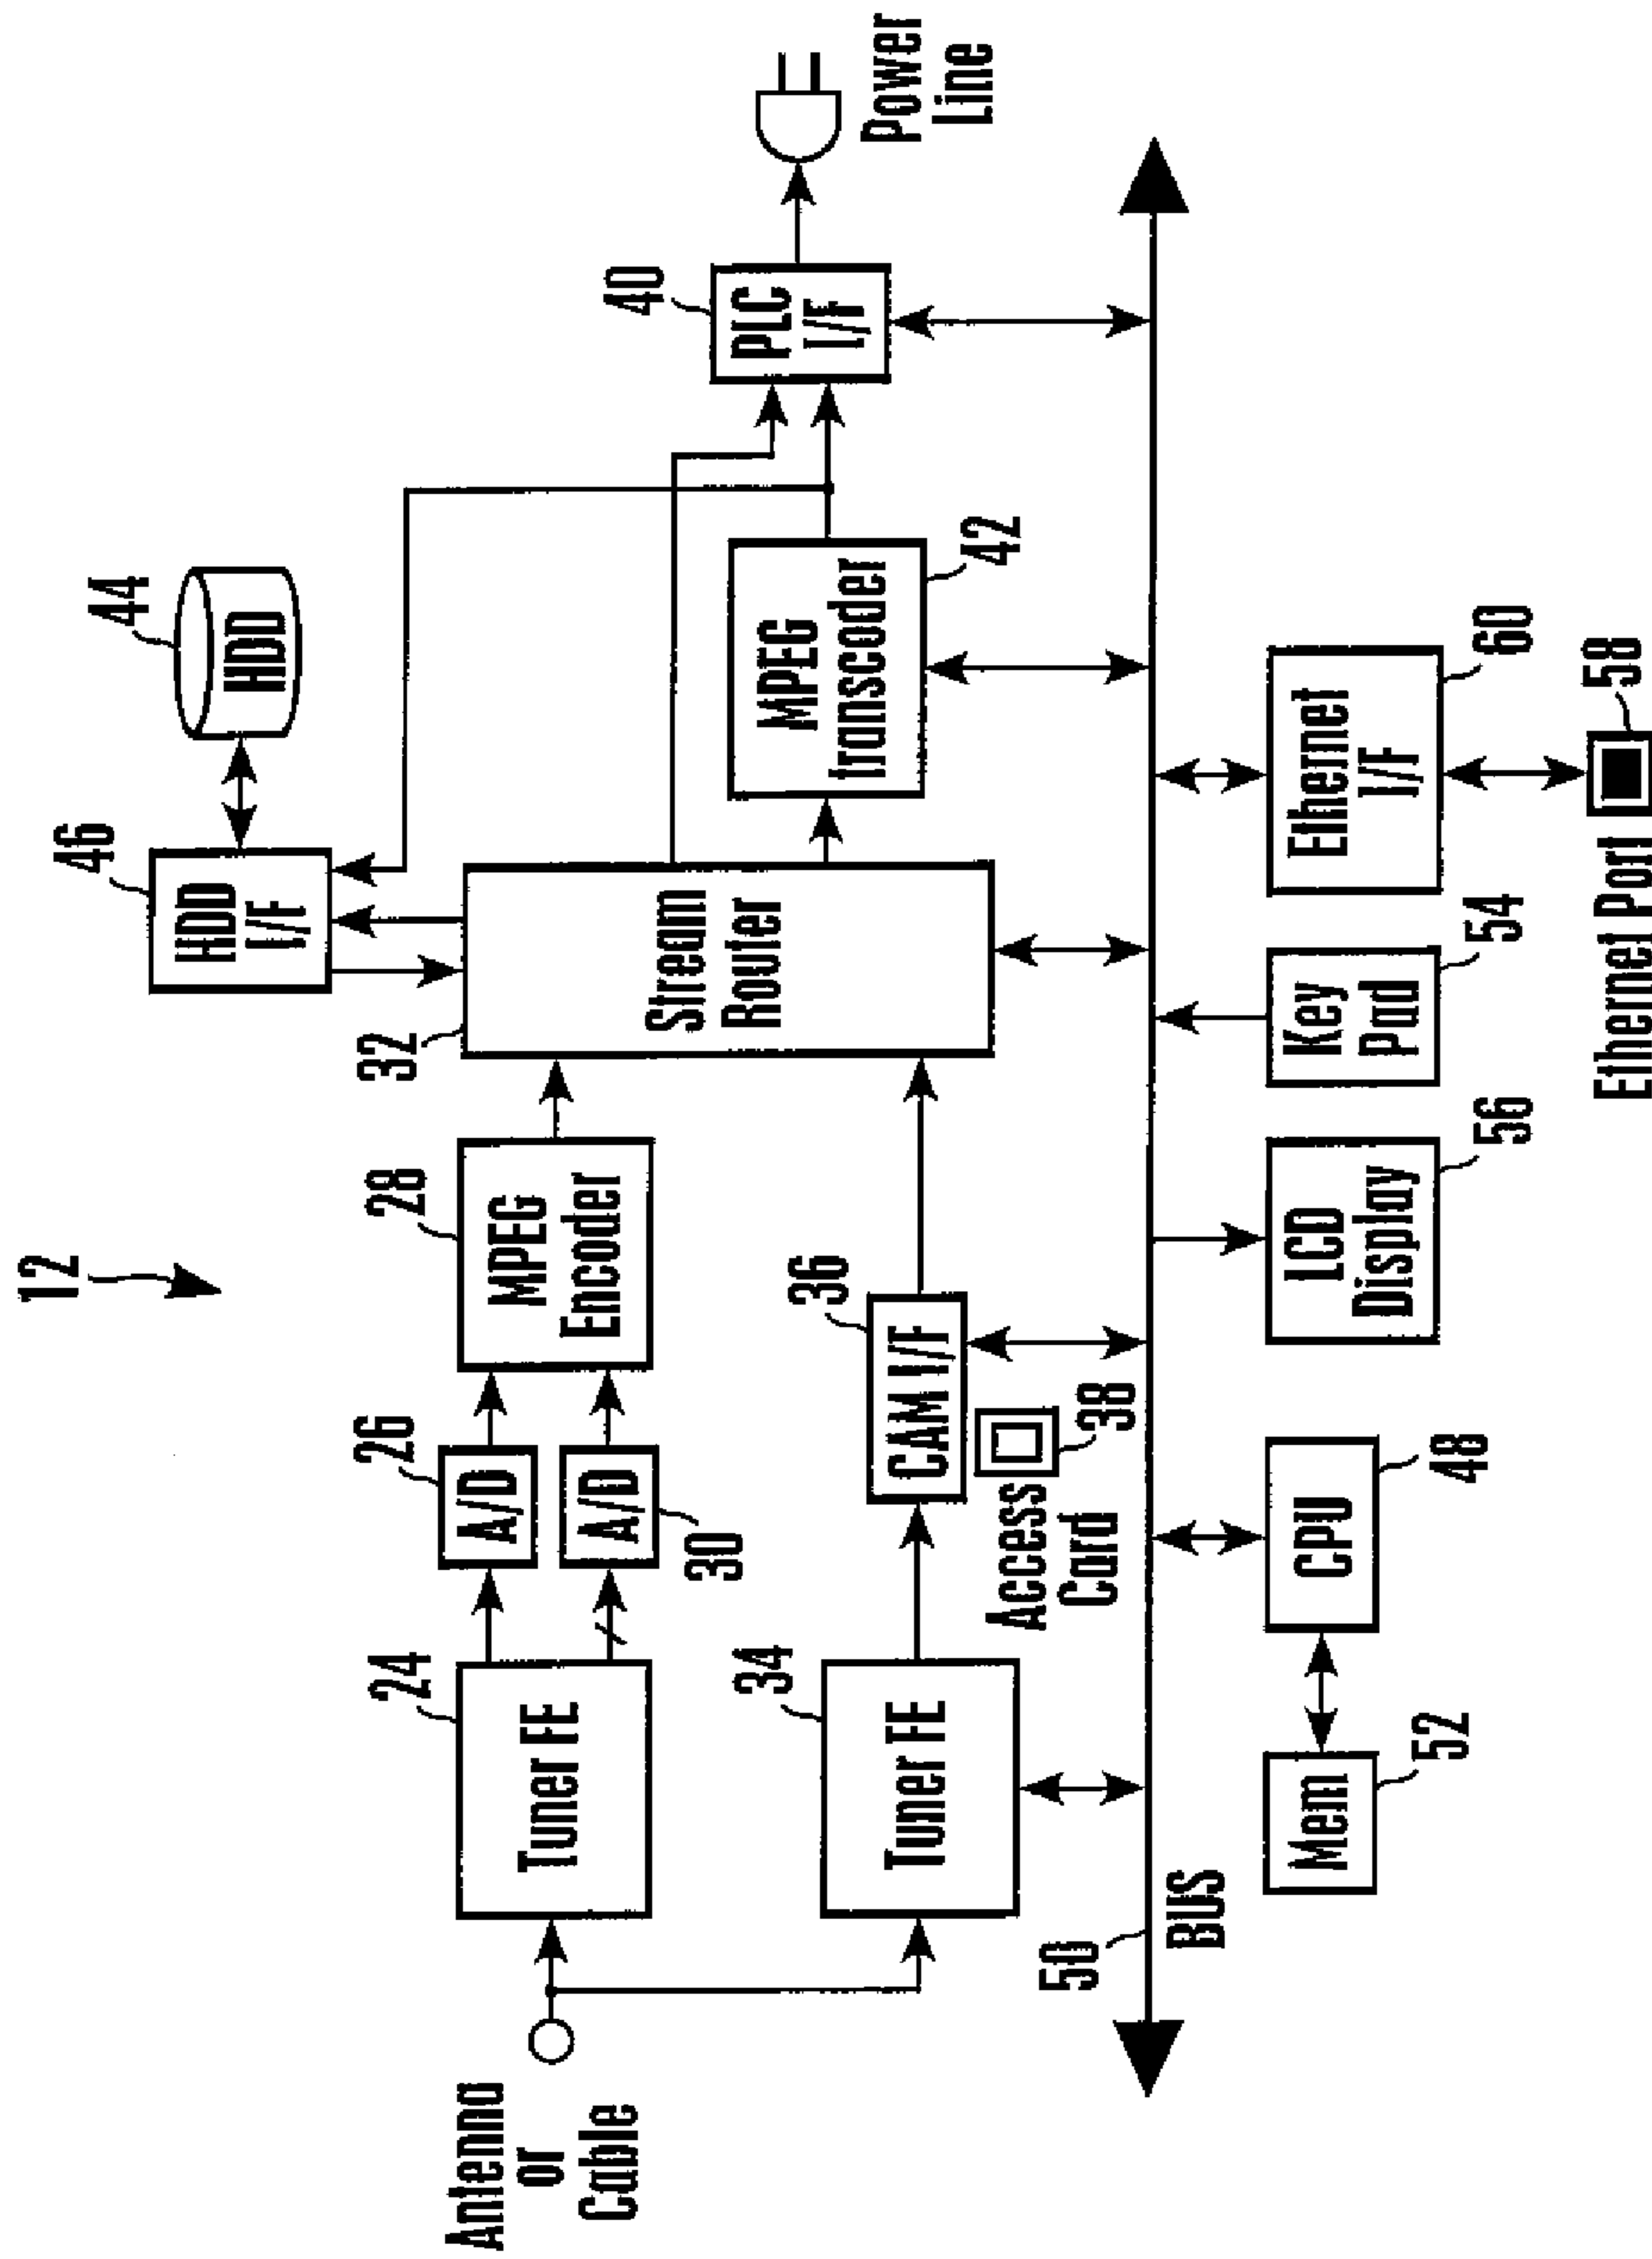 12
44
HDD
46
HDD
I/F
40
PLC
I/F
Power
Line
32
Stream
Router
MPEG
transcoder
42
28
MPEG
Encoder
26
A/D
A/D
30
24
Tuner FE
Antenna
or
Cable
34
Tuner FE
36
CAM I/F
Access
Card
38
50
BUS
Mem
52
CPU
48
LCD
Display
56
Key
Pad
54
Ethernet
I/F
60
Ethernet Port
58